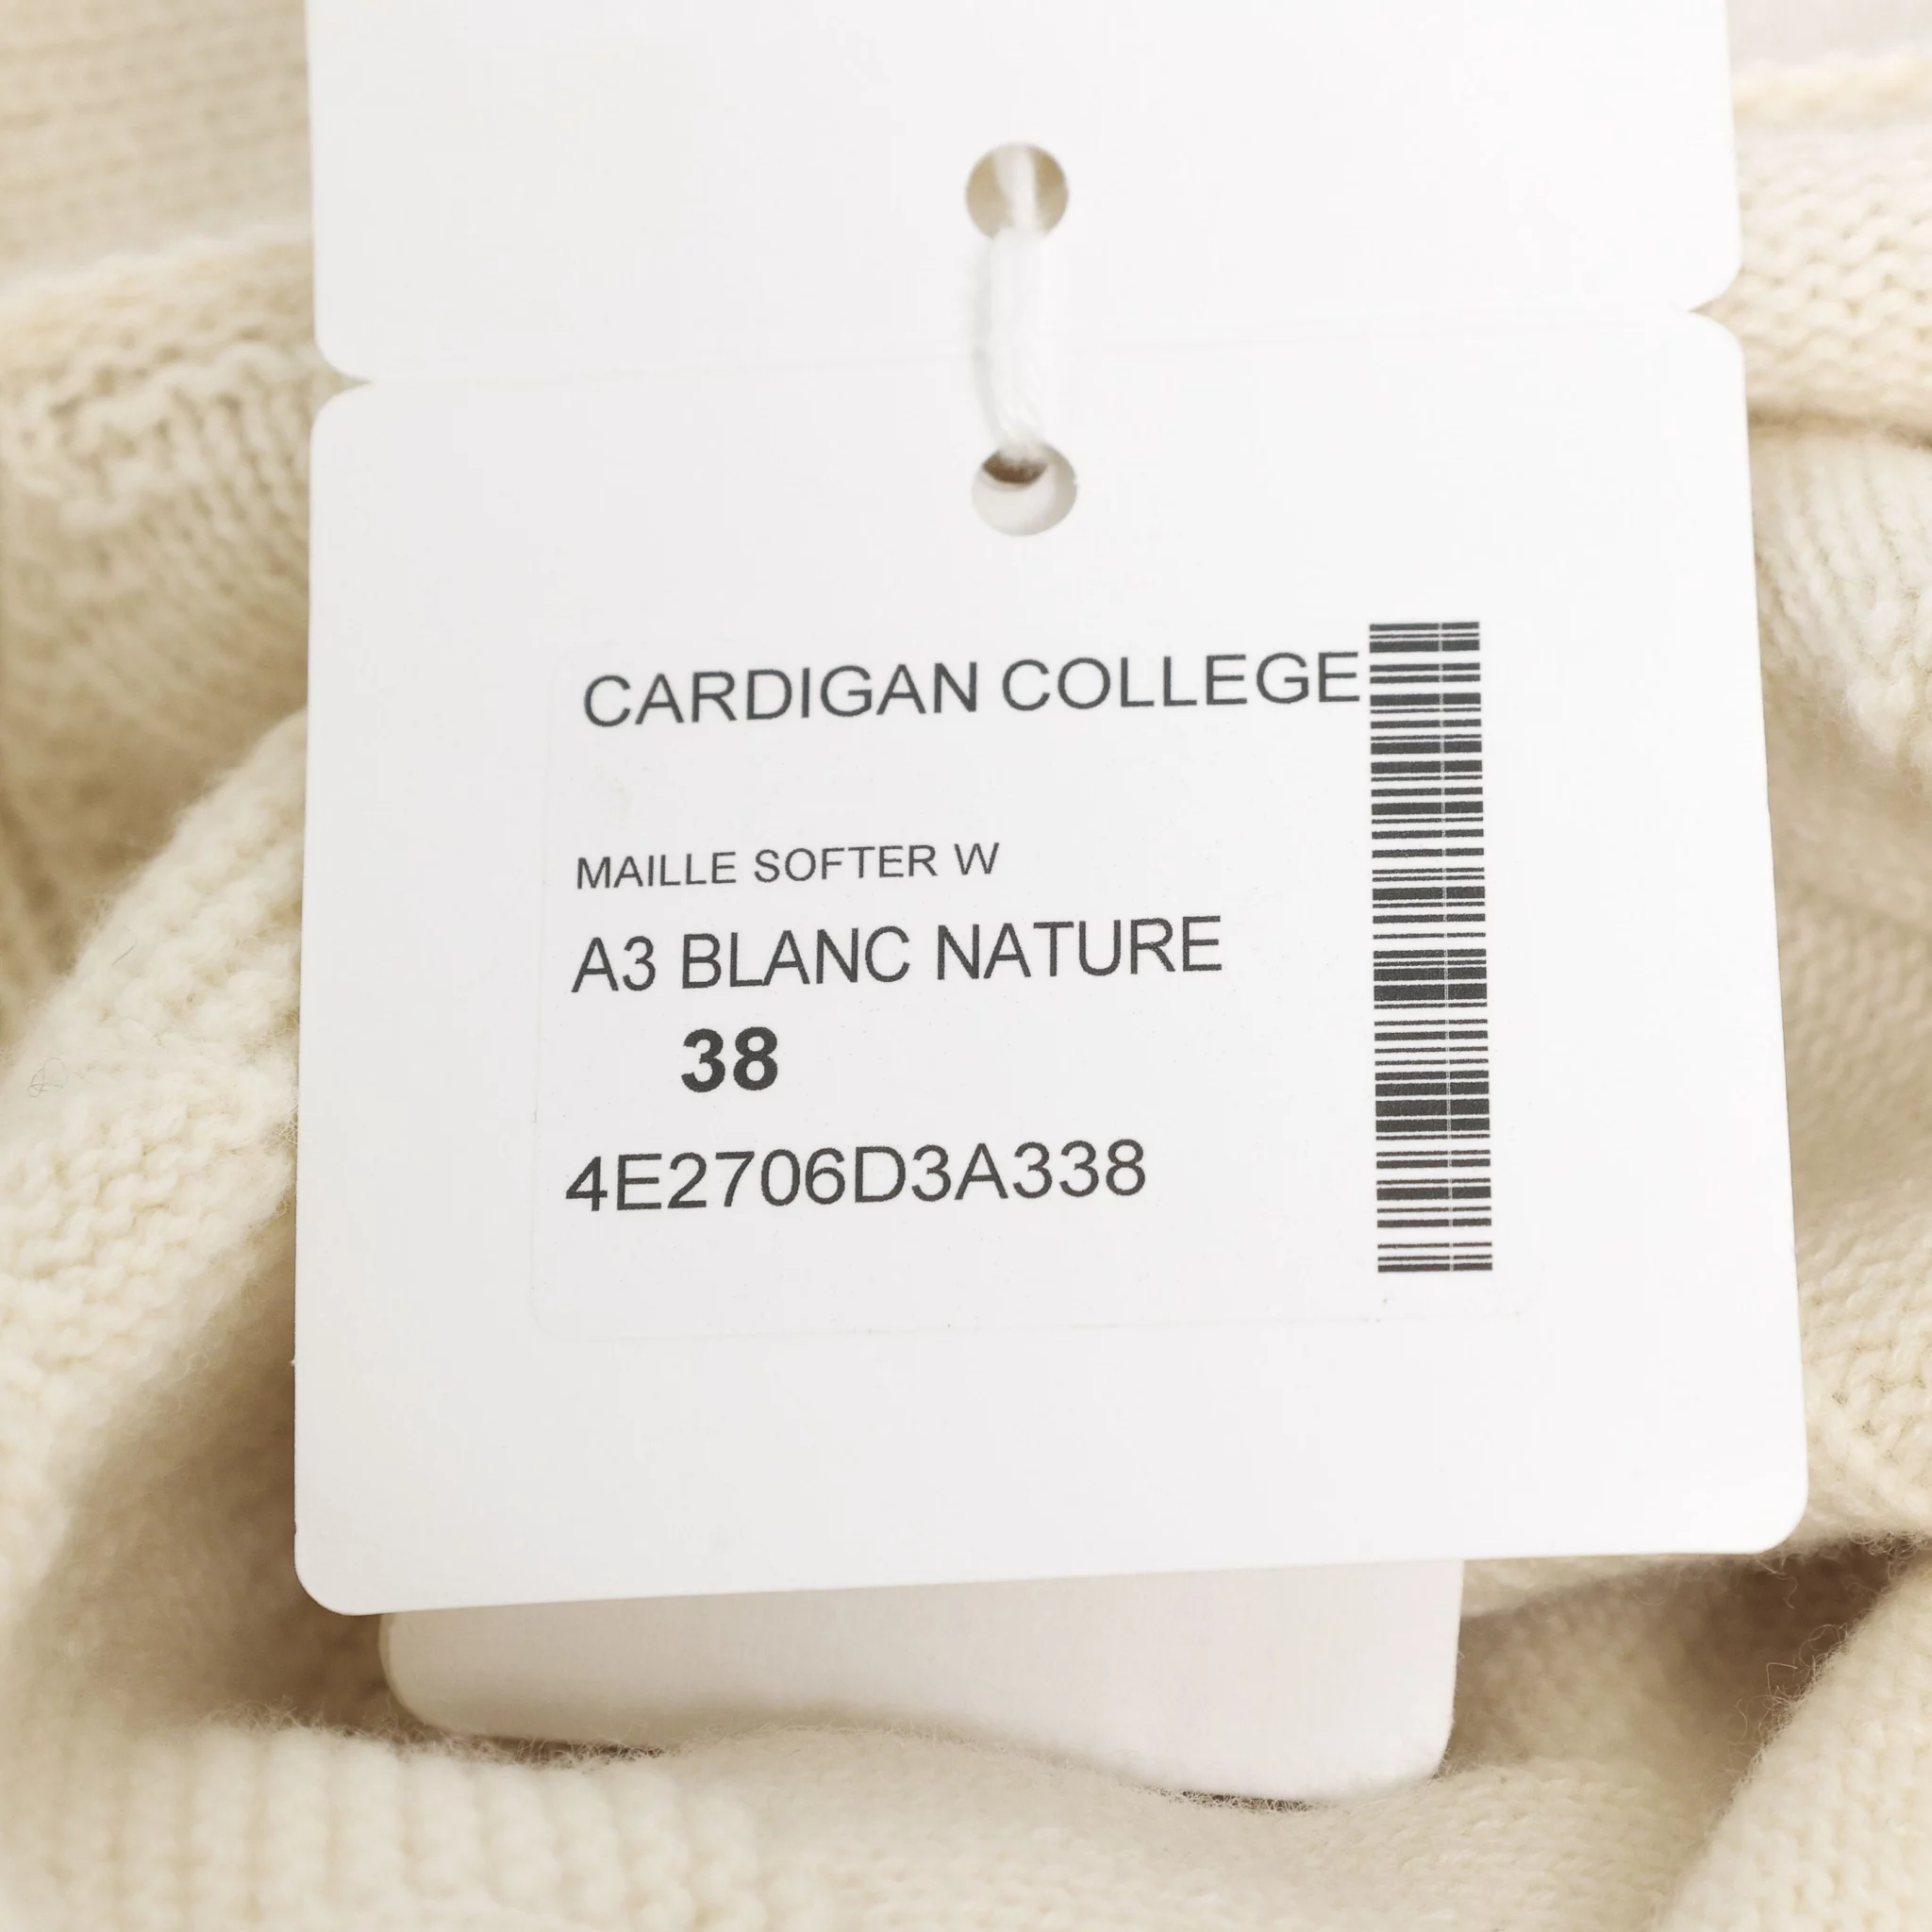 CARDIGAN COLLEGE
MAILLE SOFTER W
A3 BLANC NATURE
38
4E2706D3A338